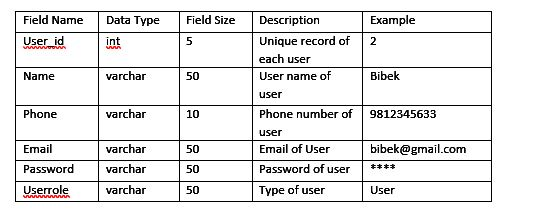 Field Name Data Type Field Size Description Example
User_id int 5 Unique record of 2
each user
Name varchar 50 User name of Bibek
user
Phone varchar 10 Phone number of 9812345633
user
Email varchar 50 Email of User bibek@gmail.com
Password varchar 50 Password of user ****
Userrole varchar 50 Type of user User